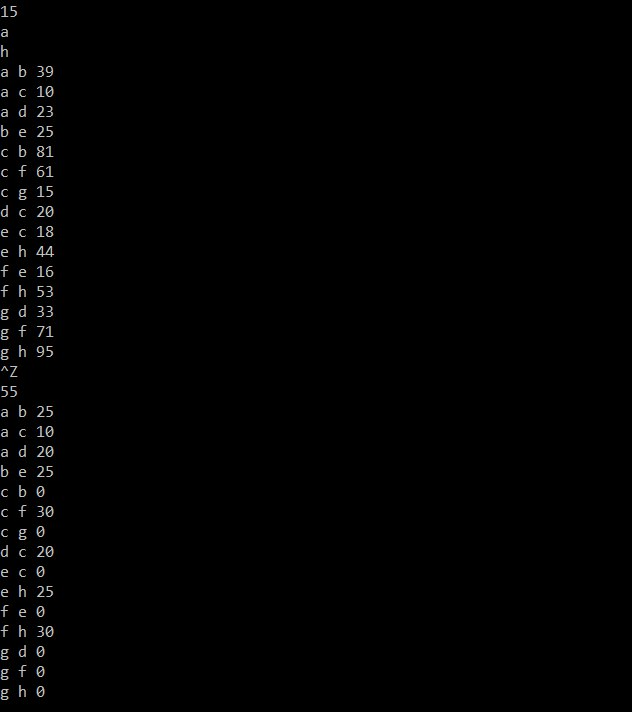 15
a
h
a b 39
a c 10
a d 23
b e 25
c b 81
c f 61
c g 15
d c 20
e c 18
e h 44
f e 16
f h 53
g d 33
g f 71
g h 95
^Z
55
a b 25
a c 10
a d 20
b e 25
c b 0
c f 30
c g 0
d c 20
e c 0
e h 25
f e 0
f h 30
g d 0
g f 0
g h 0